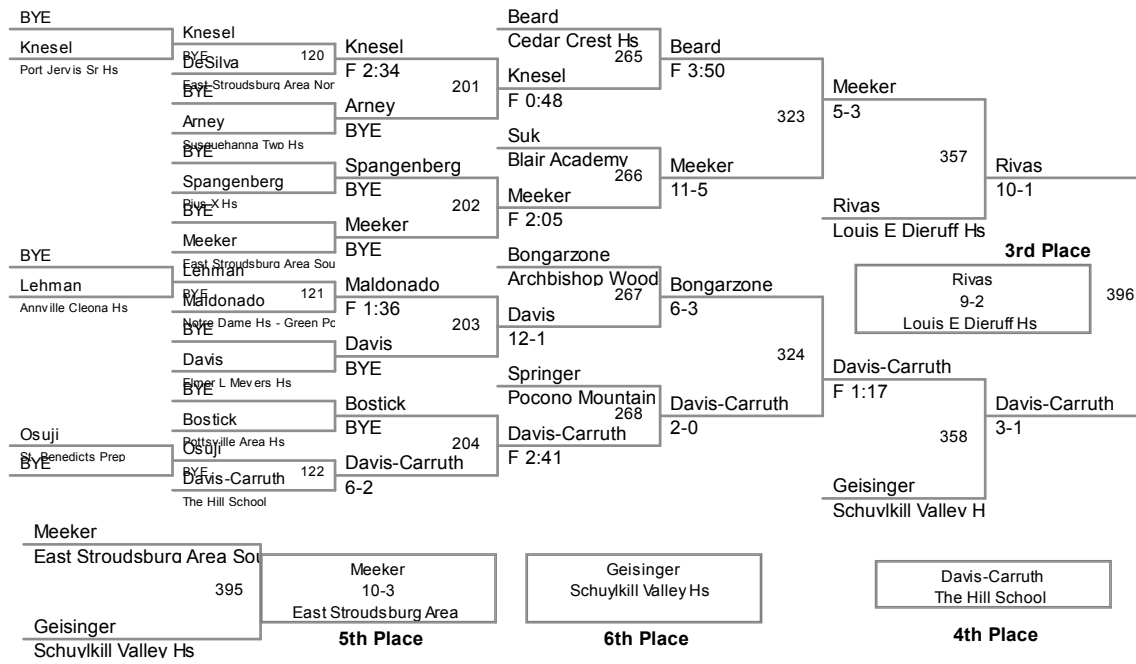 BYE
Knesel
Port Jervis Sr Hs
BYE
Lehman
Annville Cleona Hs
Osuji
St. Benedicts Prep
BYE
Knesel
BYE
120
DeSilva
East Stroudsburg Area Nor
BYE
Arney
Susquehanna Twp Hs
BYE
Spangenberg
Pius X Hs
BYE
Meeker
East Stroudsburg Area Sou
Lehman
BYE
121
Maldonado
Notre Dame Hs - Green Po
BYE
Davis
Elmer L Meyers Hs
BYE
Bostick
Pottsville Area Hs
Osuji
BYE
122
Davis-Carruth
The Hill School
Knesel
F 2:34
201
Arney
BYE
Spangenberg
BYE
202
Meeker
BYE
Maldonado
F 1:36
203
Davis
BYE
Bostick
BYE
204
Davis-Carruth
6-2
Beard
Cedar Crest Hs
265
Knesel
F 0:48
Suk
Blair Academy
266
Meeker
F 2:05
Bongarzone
Archbishop Wood
267
Davis
12-1
Springer
Pocono Mountain
268
Davis-Carruth
F 2:41
Beard
F 3:50
323
Meeker
11-5
Bongarzone
6-3
324
Davis-Carruth
2-0
Meeker
5-3
357
Rivas
Louis E Dieruff Hs
Davis-Carruth
F 1:17
358
Geisinger
Schuylkill Valley H
Rivas
10-1
3rd Place
Rivas
9-2
Louis E Dieruff Hs
396
Davis-Carruth
3-1
Meeker
East Stroudsburg Area Sou
395
Geisinger
Schuylkill Valley Hs
Meeker
10-3
East Stroudsburg Area
5th Place
Geisinger
Schuylkill Valley Hs
6th Place
Davis-Carruth
The Hill School
4th Place